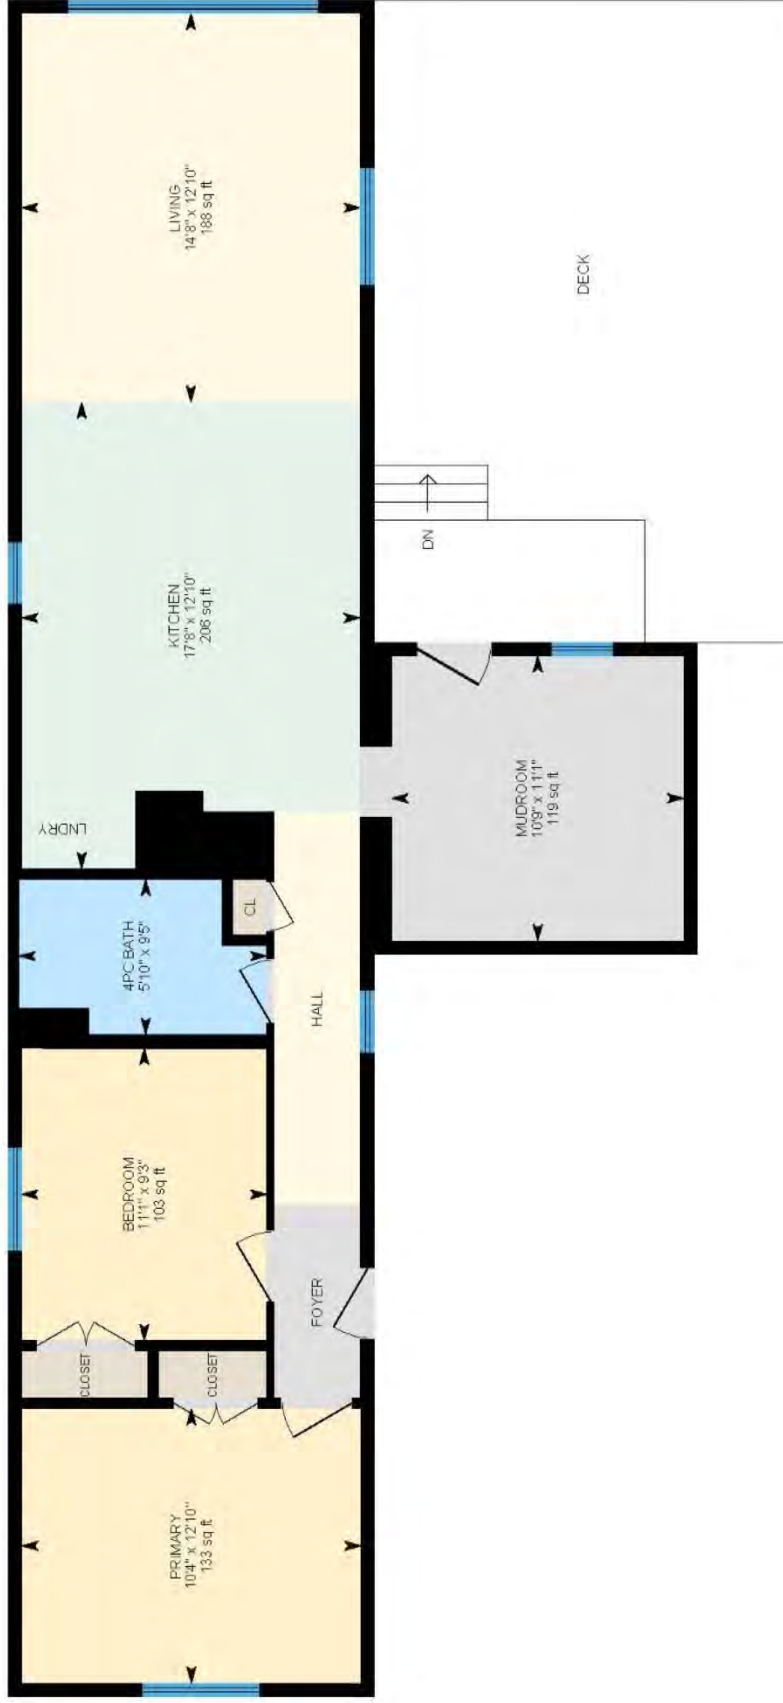 LIVING
14'8" x 12'10"
188 sq ft
DECK
KITCHEN
17'8" x 12'10"
206 sq ft
DN
LNDRY
MUDROOM
10'9" x 11'1"
119 sq ft
CL
4PC BATH
5'10" x 9'5"
HALL
BEDROOM
11'1" x 9'3"
103 sq ft
FOYER
CLOSET
CLOSET
PRIMARY
10'4" x 12'10"
133 sq ft